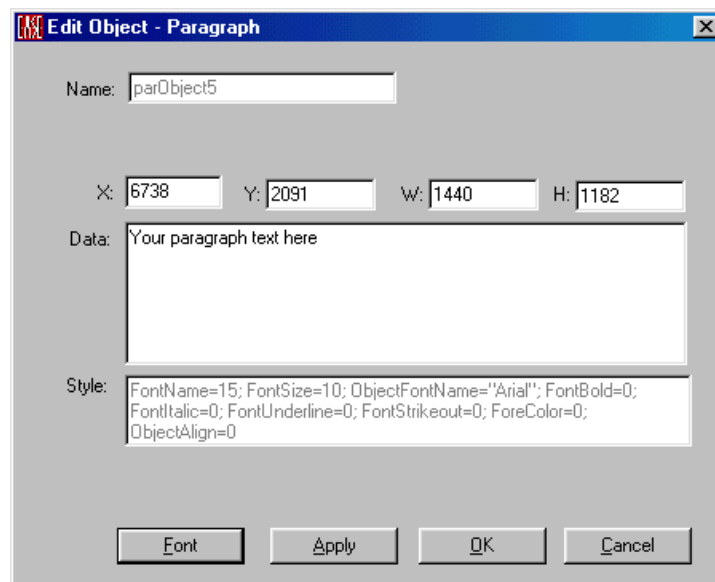 Edit Object - Paragraph
Name: parObject5
X: 6738 Y: 2091 W: 1440 H: 1182
Data: Your paragraph text here
Style: FontName=15; FontSize=10; ObjectFontName="Arial"; FontBold=0;
FontItalic=0; FontUnderline=0; FontStrikeout=0; ForeColor=0;
ObjectAlign=0
Font Apply OK Cancel